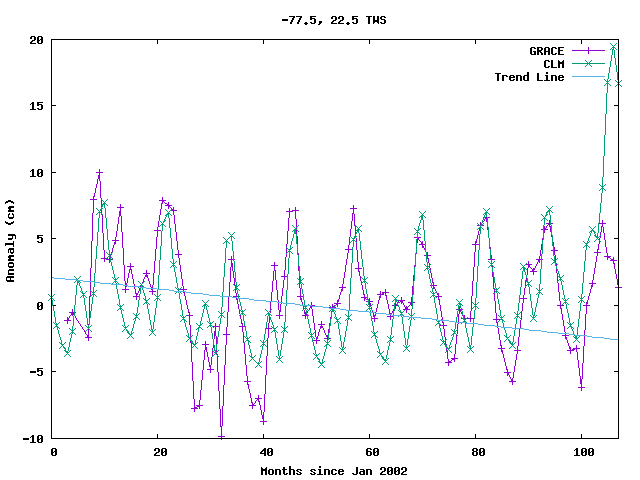 -77.5, 22.5 TWS
GRACE
CLM
Trend Line
20
15
10
5
0
-5
-10
Anomaly (cm)
0 20 40 60 80 100
Months since Jan 2002